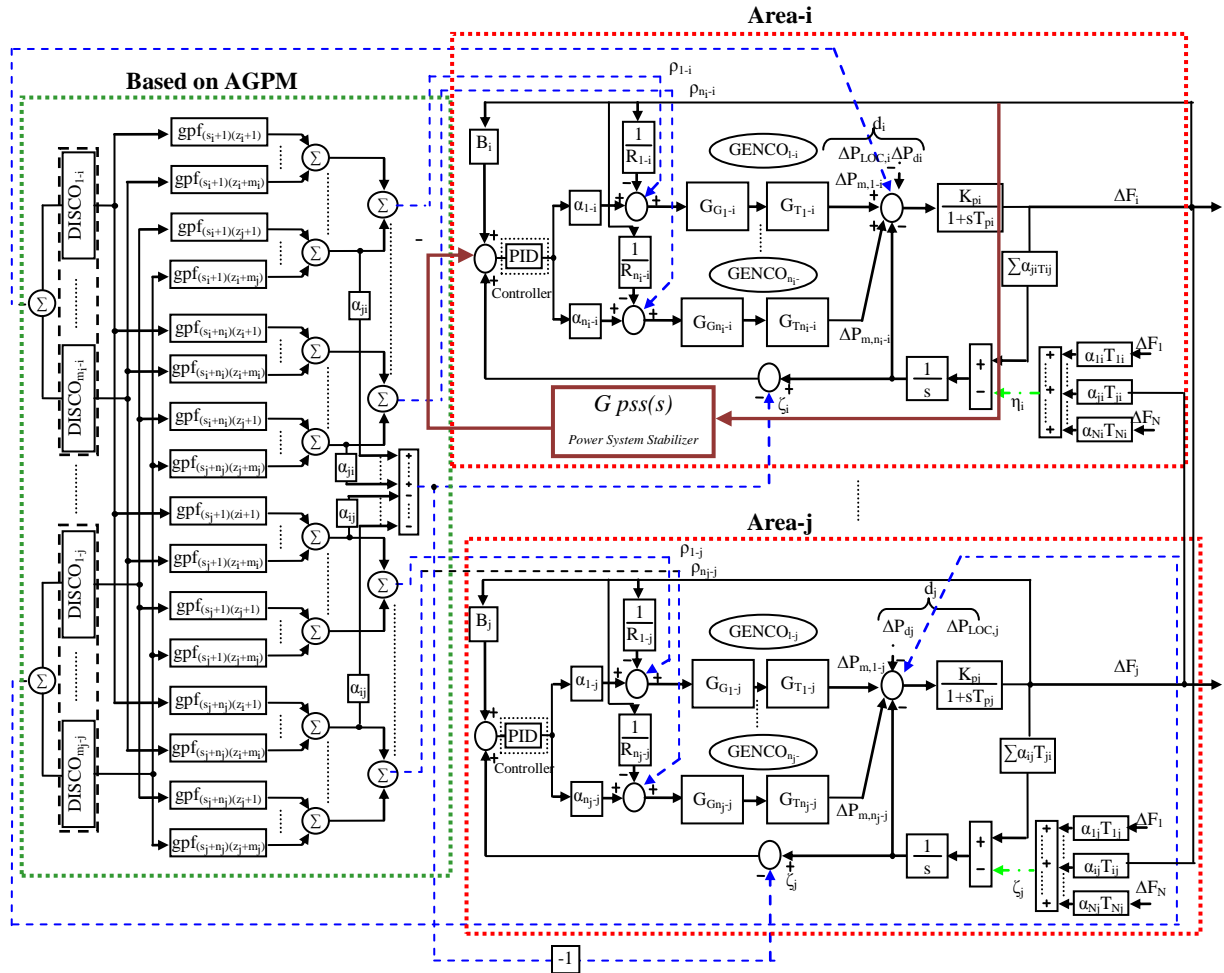 Area-i
Based on AGPM
ρ1-i
ρni-i
DISCO1-i
DISCOmi-i
DISCO1-j
DISCOmj-j
∑
∑
gpf(si+1)(zi+1)
gpf(si+1)(zi+mi)
gpf(si+1)(zj+1)
gpf(si+1)(zi+mj)
gpf(si+ni)(zi+1)
gpf(si+ni)(zi+mi)
gpf(si+ni)(zj+1)
gpf(sj+ni)(zj+mj)
gpf(sj+1)(zi+1)
gpf(sj+1)(zi+mi)
gpf(sj+1)(zj+1)
gpf(sj+1)(zj+mj)
gpf(sj+nj)(zj+1)
gpf(sj+nj)(zi+mi)
gpf(sj+nj)(zj+1)
gpf(sj+nj)(zj+mj)
∑
∑
∑
∑
∑
∑
∑
∑
∑
∑
∑
∑
αji
αji
αij
αij
+
+
−
−
-
Bi
1
R1-i
GENCO1-i
di
ΔPLOC,i ΔPdi
ΔPm,1-i
α1-i
GG1-i
GT1-i
Kpi
1+sTpi
ΔFi
PID
Controller
1
Rni-i
GENCOni-
∑αjiTij
αni-i
GGni-i
GTni-i
ΔPm,ni-i
1
s
+
−
ηi
+
+
+
α1iT1i
ΔF1
αjiTji
αNiTNi
ΔFN
ζi
G pss(s)
Power System Stabilizer
Area-j
ρ1-j
ρnj-j
Bj
1
R1-j
GENCO1-j
dj
ΔPdj
ΔPLOC,j
ΔPm,1-j
α1-j
GG1-j
GT1-j
Kpj
1+sTpj
ΔFj
PID
Controller
1
Rnj-j
GENCOnj-
∑αijTji
αnj-j
GGnj-j
GTnj-j
ΔPm,nj-j
1
s
+
−
ζj
+
+
+
α1jT1j
ΔF1
αijTij
αNjTNj
ΔFN
ζj
-1